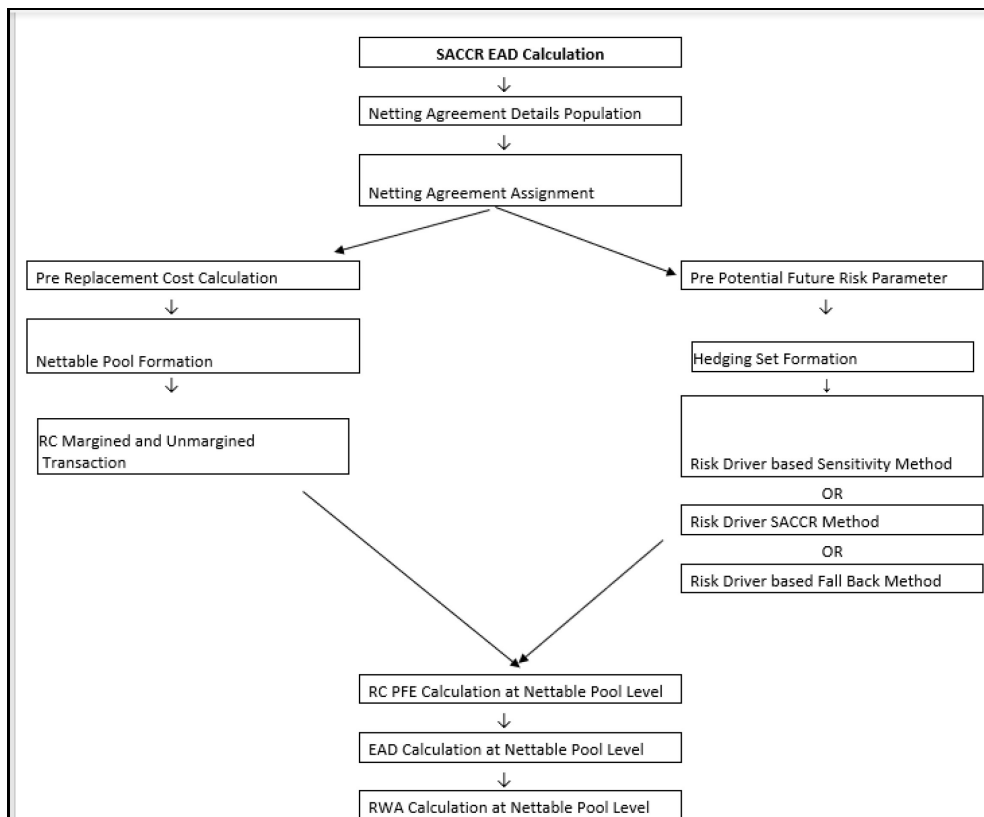 SACCR EAD Calculation
Netting Agreement Details Population
Netting Agreement Assignment
Pre Replacement Cost Calculation
Nettable Pool Formation
RC Margined and Unmargined
Transaction
Pre Potential Future Risk Parameter
Hedging Set Formation
Risk Driver based Sensitivity Method
OR
Risk Driver SACCR Method
OR
Risk Driver based Fall Back Method
RC PFE Calculation at Nettable Pool Level
EAD Calculation at Nettable Pool Level
RWA Calculation at Nettable Pool Level